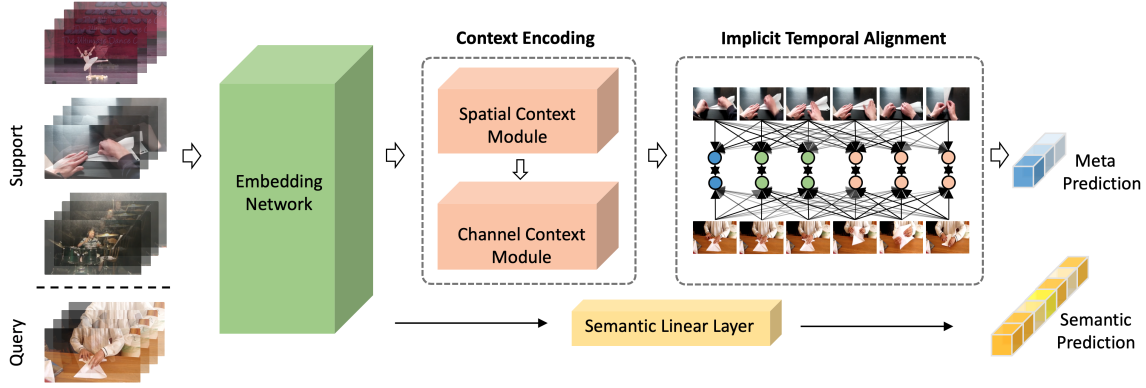 Support
Query
Embedding
Network
Context Encoding
Spatial Context
Module
Channel Context
Module
Implicit Temporal Alignment
Meta
Prediction
Semantic Linear Layer
Semantic
Prediction